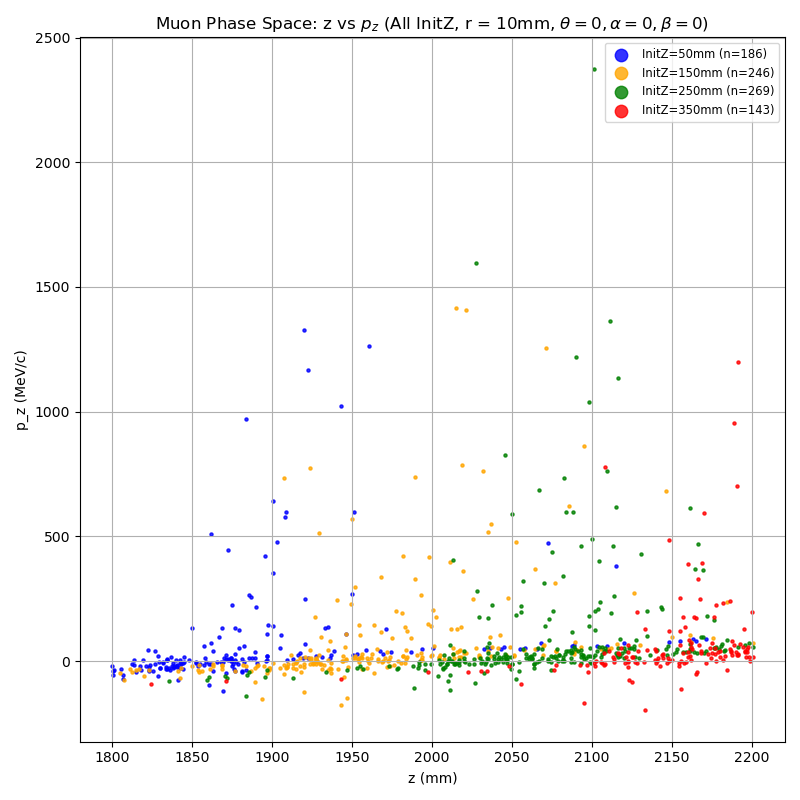 Muon Phase Space: z vs p_z (All InitZ, r = 10mm, θ = 0, α = 0, β = 0)
InitZ=50mm (n=186)
InitZ=150mm (n=246)
InitZ=250mm (n=269)
InitZ=350mm (n=143)
2500
2000
1500
1000
500
0
p_z (MeV/c)
1800 1850 1900 1950 2000 2050 2100 2150 2200
z (mm)